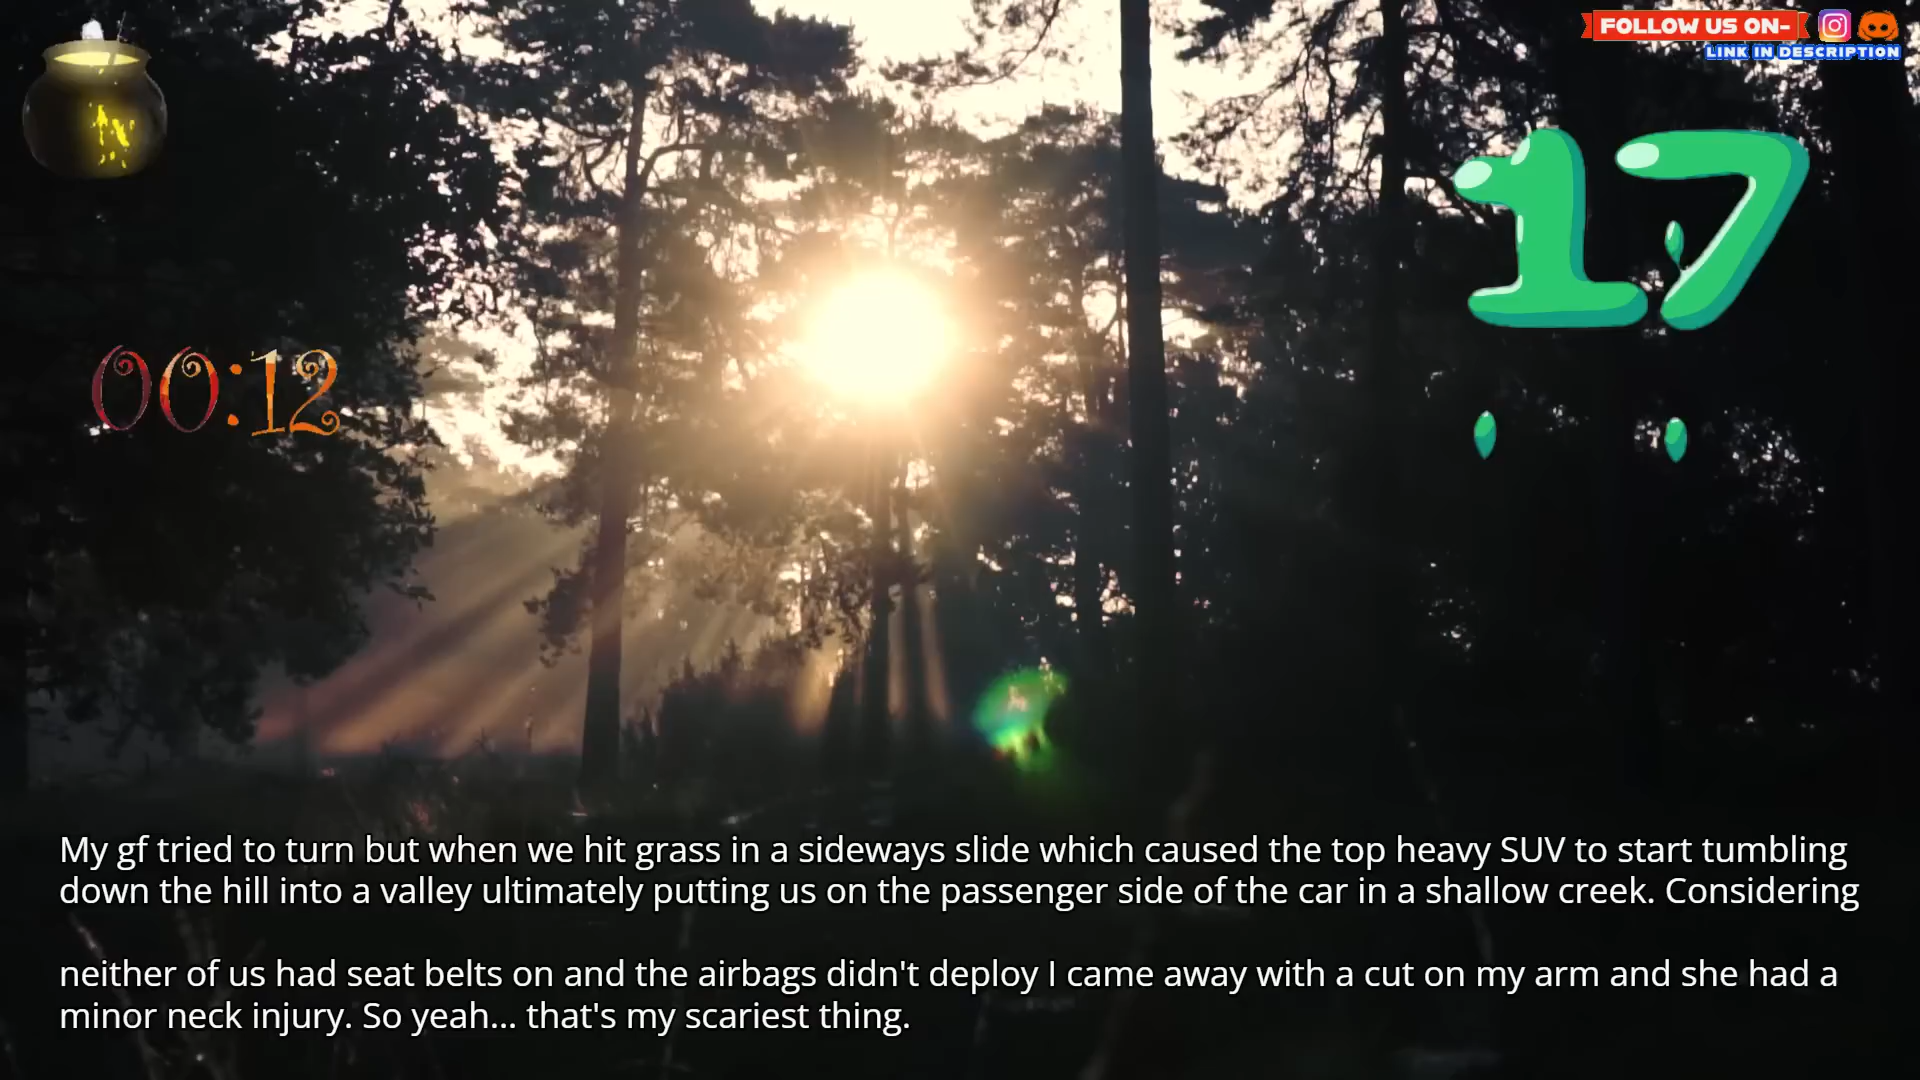 FOLLOW US ON-
LINK IN DESCRIPTION
17
00:12
My gf tried to turn but when we hit grass in a sideways slide which caused the top heavy SUV to start tumbling
down the hill into a valley ultimately putting us on the passenger side of the car in a shallow creek. Considering
neither of us had seat belts on and the airbags didn't deploy I came away with a cut on my arm and she had a
minor neck injury. So yeah... that's my scariest thing.